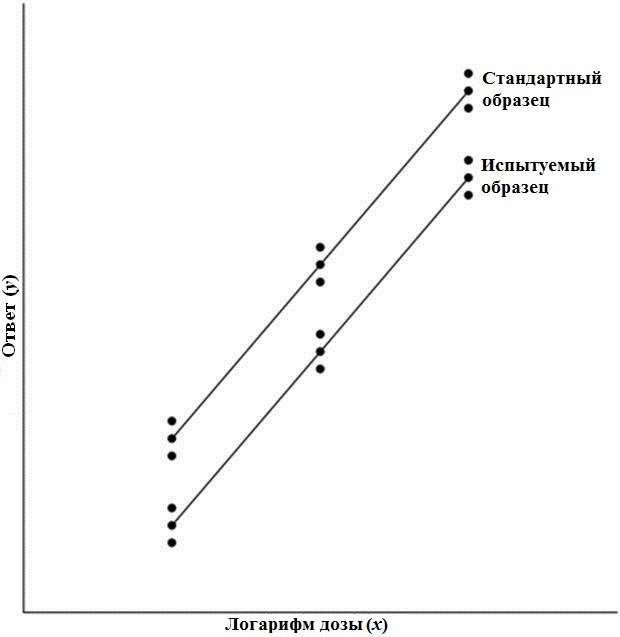 Стандартный
образец
Испытуемый
образец
Ответ (y)
Логарифм дозы (x)